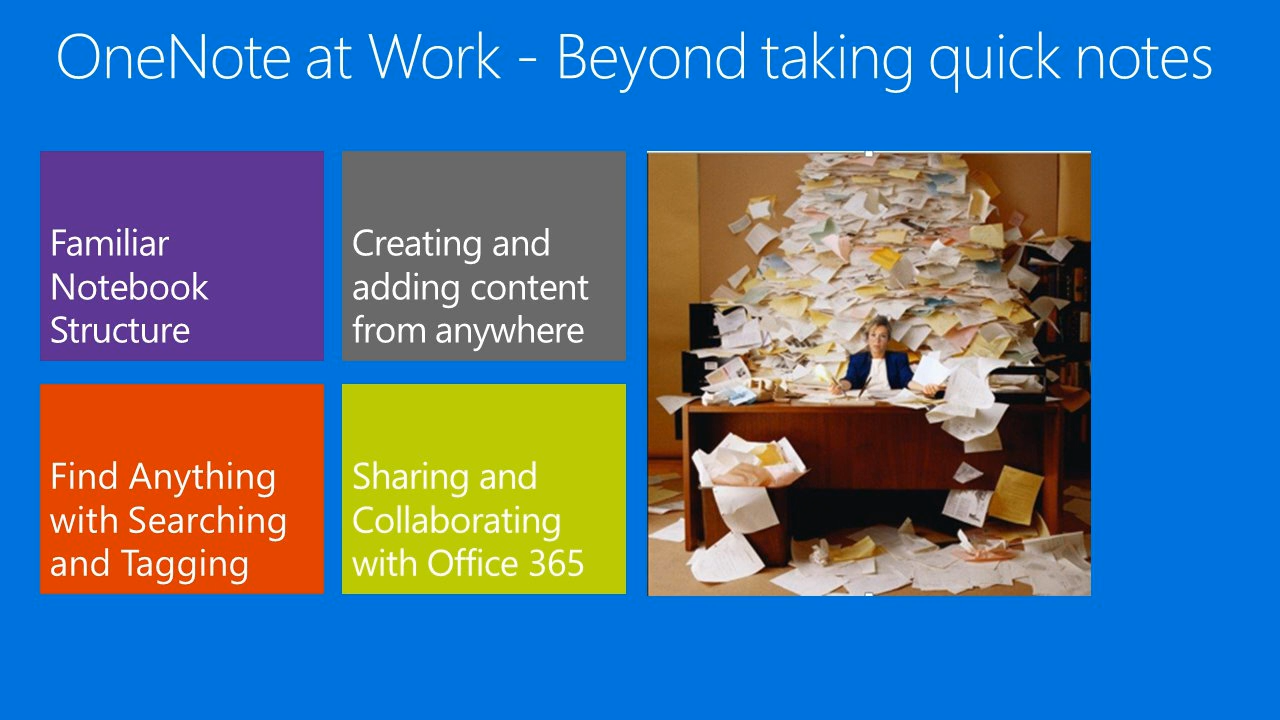 OneNote at Work - Beyond taking quick notes
Familiar
Notebook
Structure
Creating and
adding content
from anywhere
Find Anything
with Searching
and Tagging
Sharing and
Collaborating
with Office 365